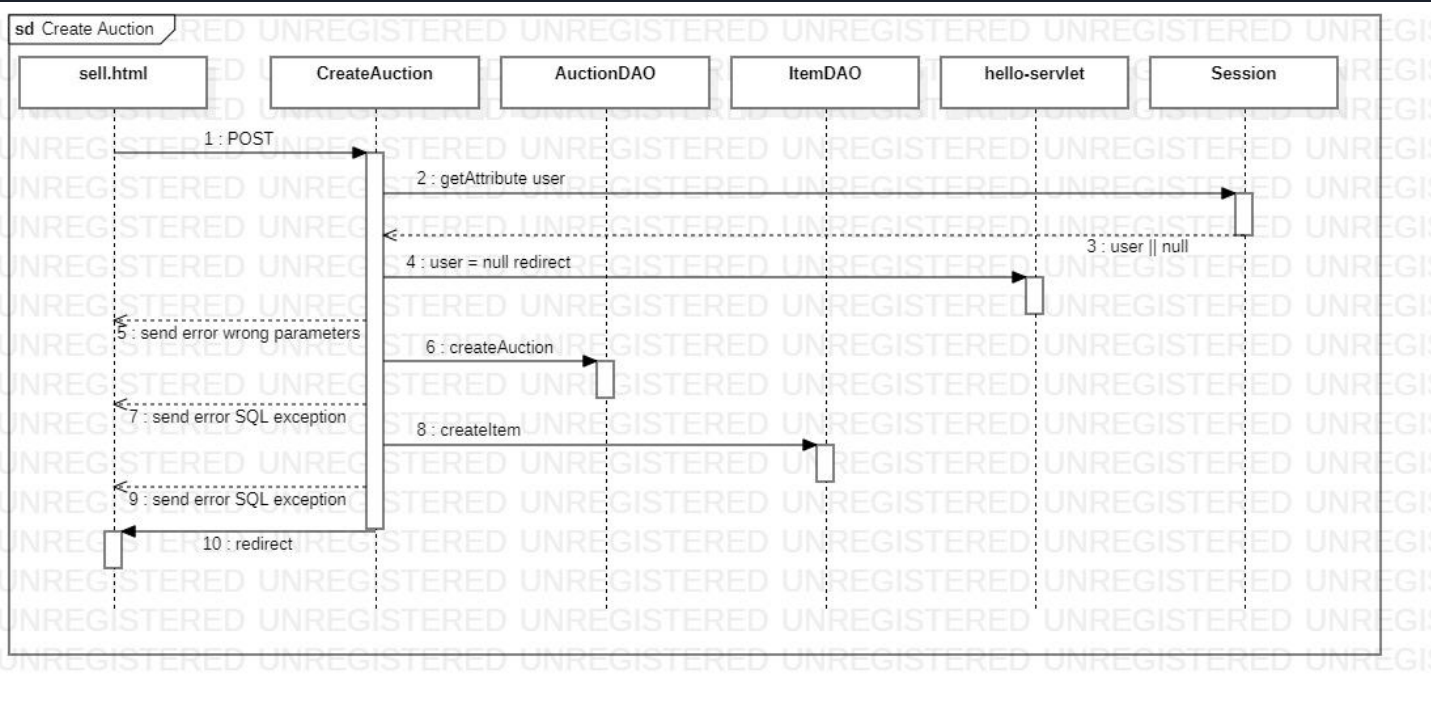 sd Create Auction
sell.html
CreateAuction
AuctionDAO
ItemDAO
hello-servlet
Session
1 : POST
2 : getAttribute user
3 : user || null
4 : user = null redirect
5 : send error wrong parameters
6 : createAuction
7 : send error SQL exception
8 : createItem
9 : send error SQL exception
10 : redirect
UNREGISTERED